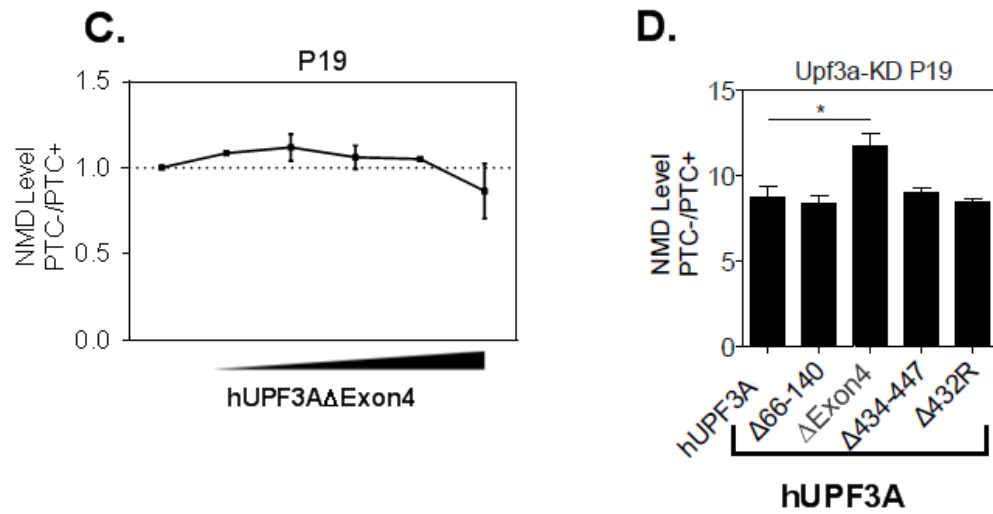 C.
P19
NMD Level
PTC-/PTC+
1.5
1.0
0.5
0.0
hUPF3AΔExon4
D.
Upf3a-KD P19
NMD Level
PTC-/PTC+
15
10
5
0
*
hUPF3A
Δ66-140
ΔExon4
Δ434-447
Δ432R
hUPF3A